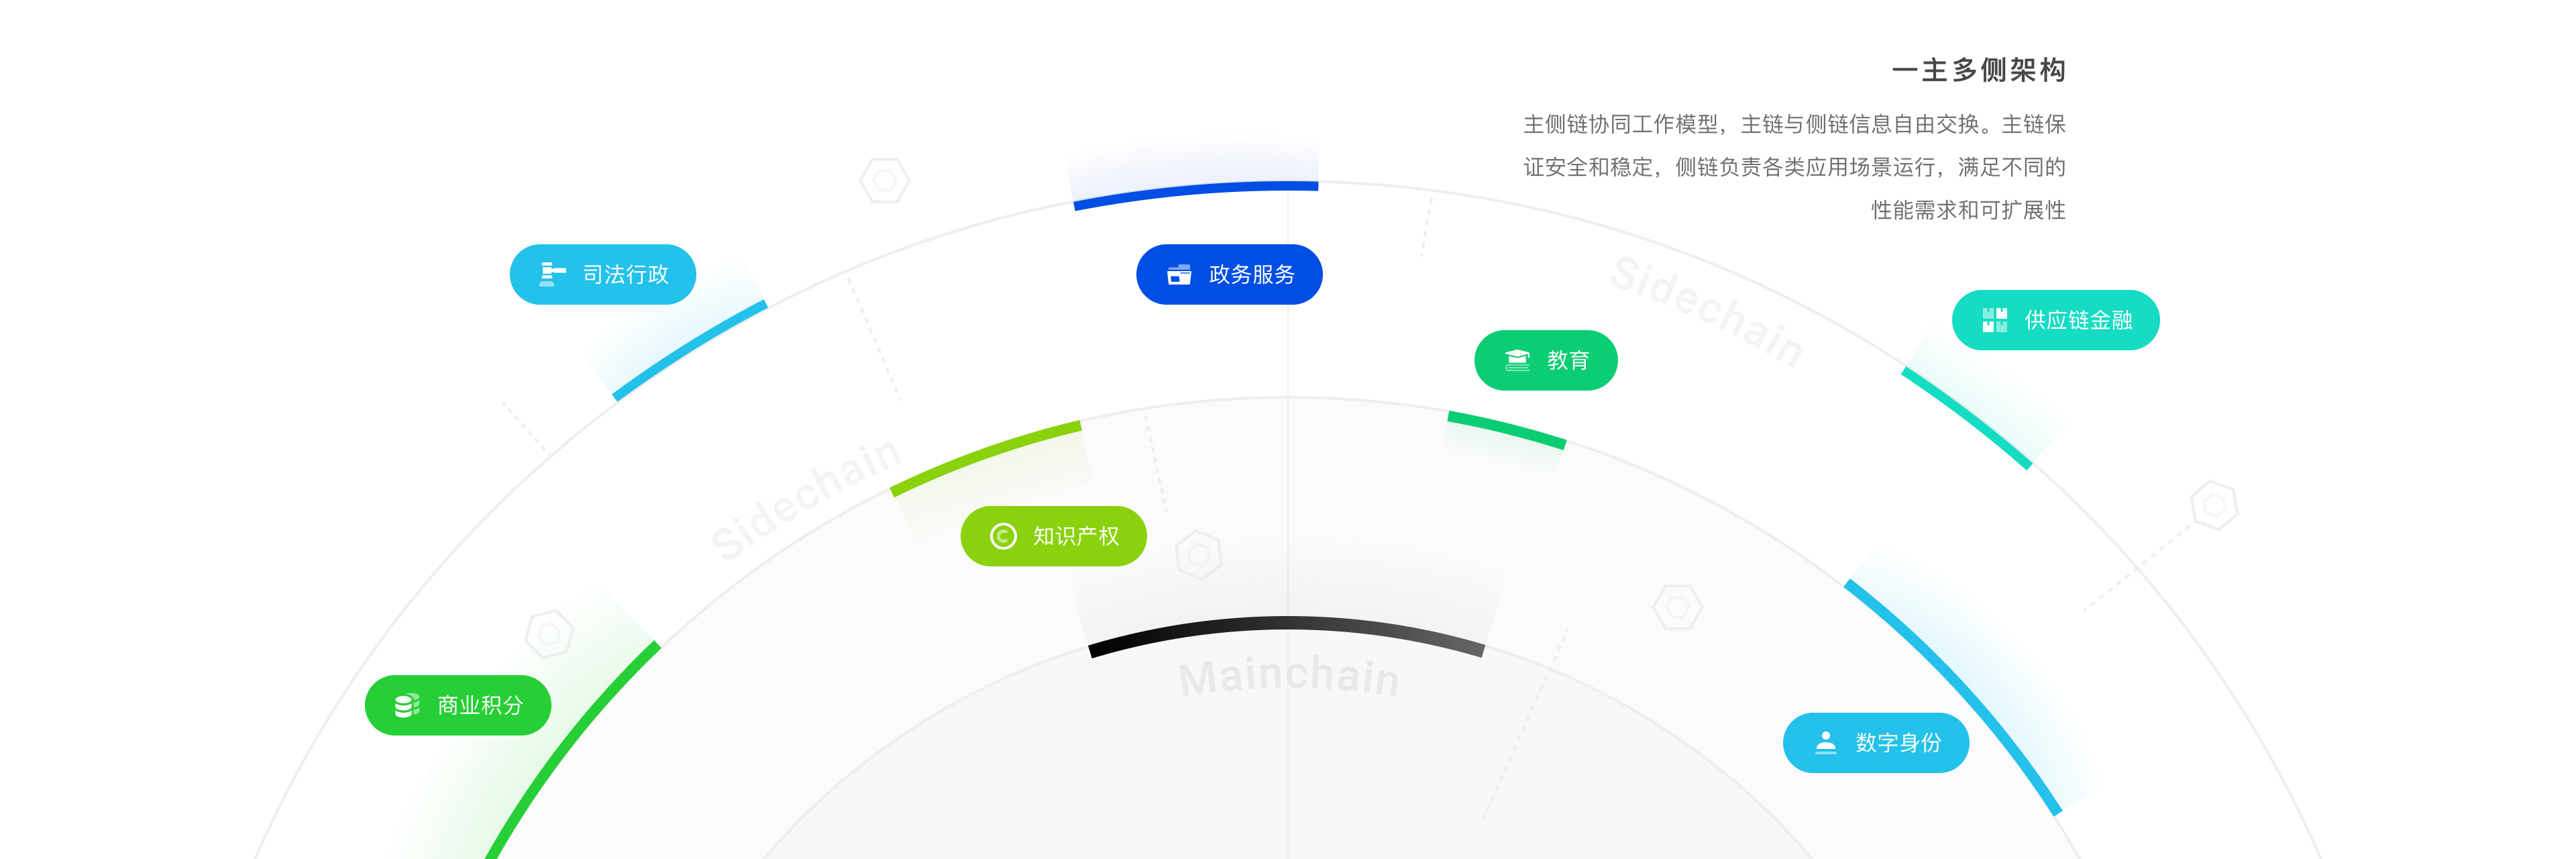 一主多侧架构
主侧链协同工作模型，主链与侧链信息自由交换。主链保
证安全和稳定，侧链负责各类应用场景运行，满足不同的
性能需求和可扩展性
司法行政
政务服务
Sidechain
供应链金融
教育
Sidechain
知识产权
Mainchain
商业积分
数字身份